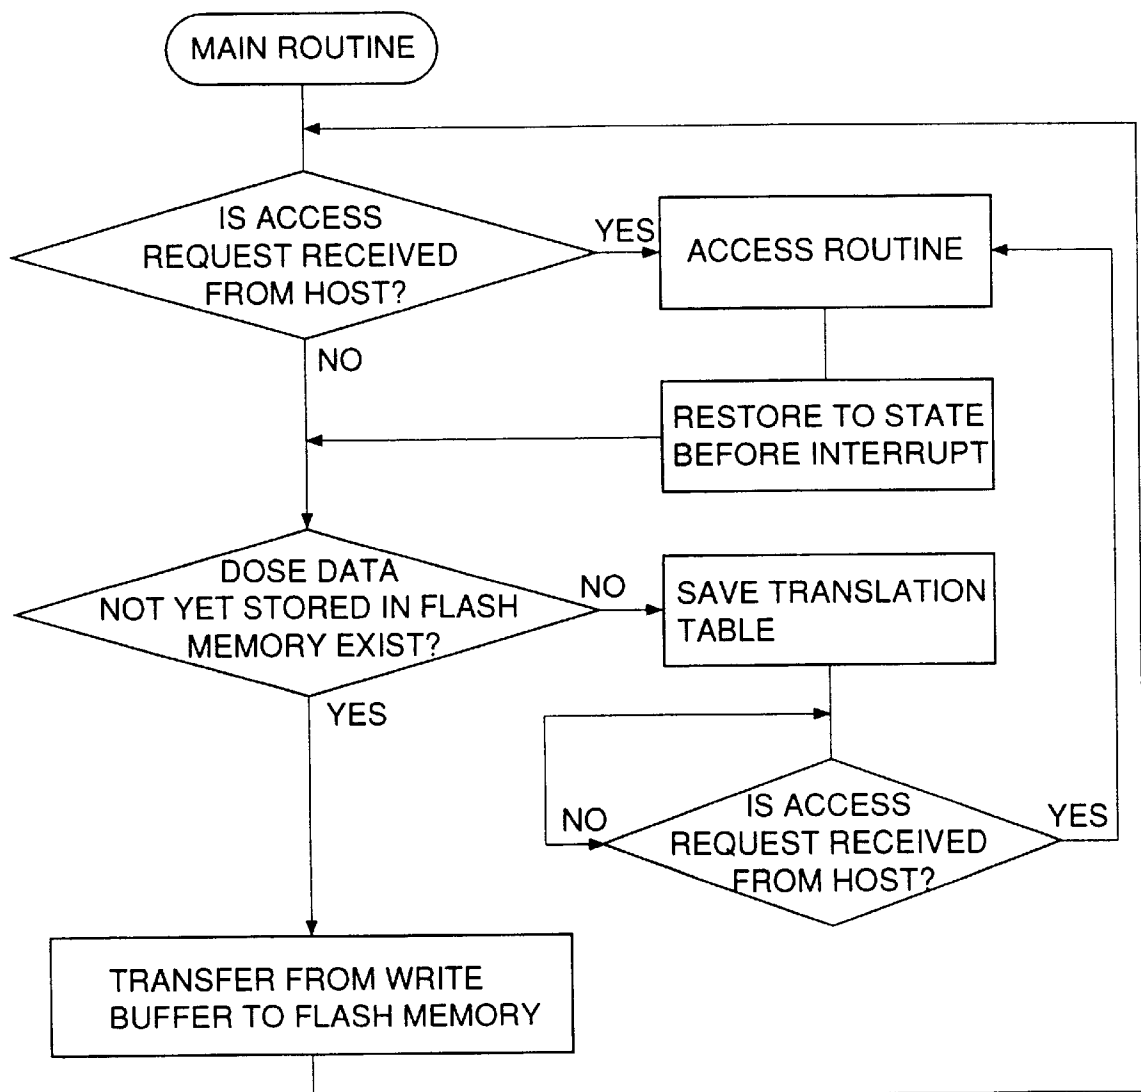 MAIN ROUTINE
IS ACCESS
REQUEST RECEIVED
FROM HOST?
YES
ACCESS ROUTINE
NO
RESTORE TO STATE
BEFORE INTERRUPT
DOSE DATA
NOT YET STORED IN FLASH
MEMORY EXIST?
NO
SAVE TRANSLATION
TABLE
YES
IS ACCESS
REQUEST RECEIVED
FROM HOST?
NO
YES
TRANSFER FROM WRITE
BUFFER TO FLASH MEMORY